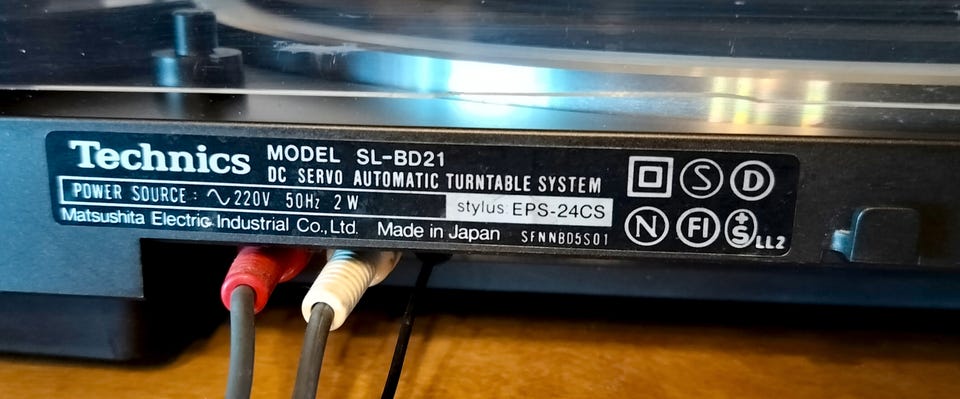 Technics MODEL SL-BD21
DC SERVO AUTOMATIC TURNTABLE SYSTEM
POWER SOURCE : ∿ 220V 50Hz 2W
stylus: EPS-24CS
Matsushita Electric Industrial Co., Ltd. Made in Japan SFNNBD5S01
S D
N FI +S LL2